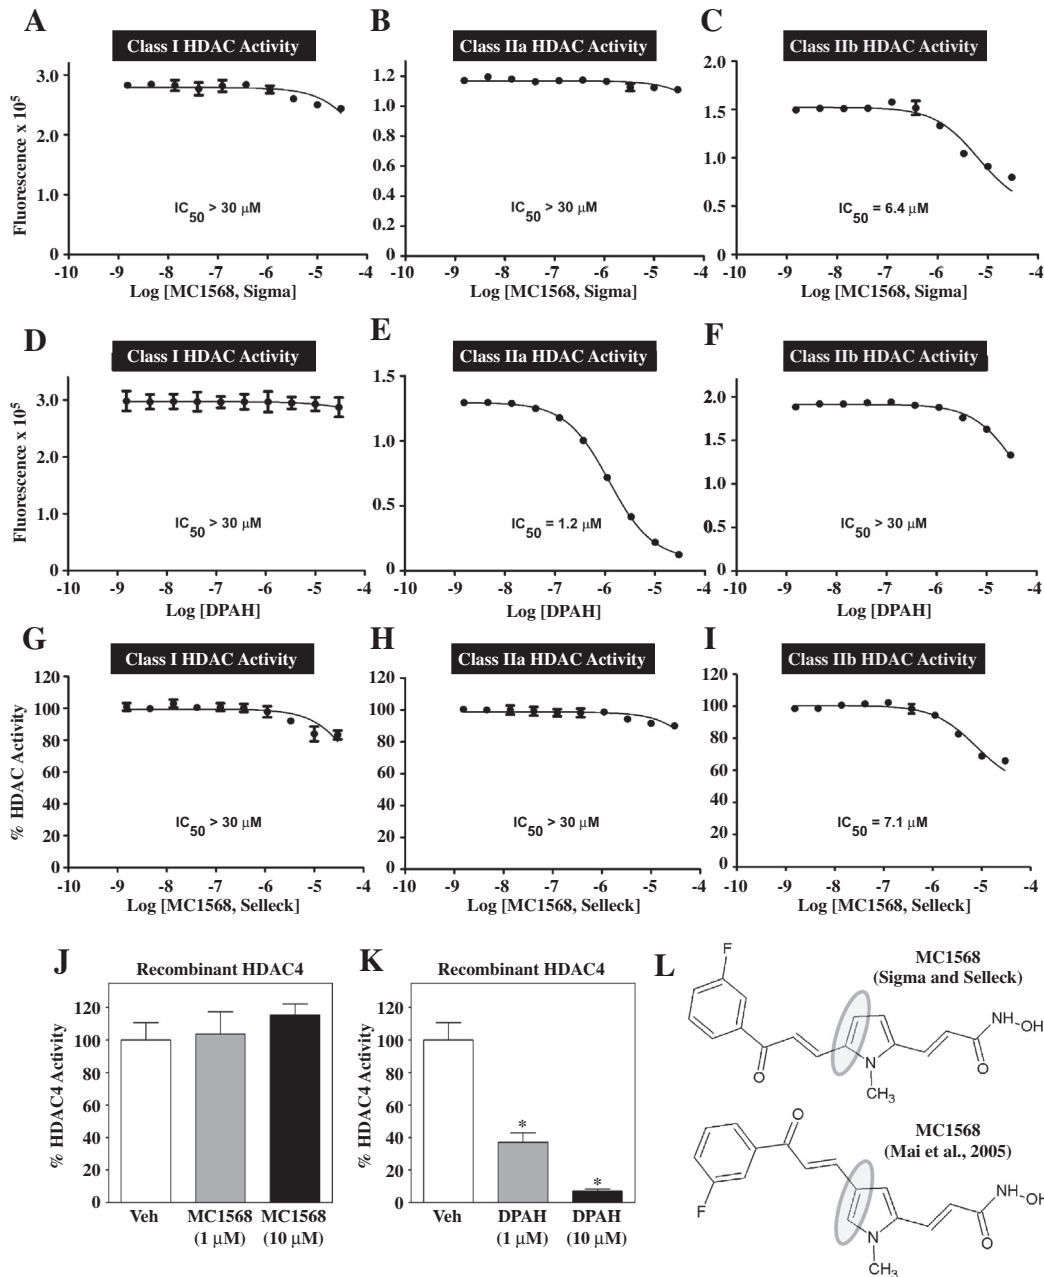 A
B
C
Class I HDAC Activity
Class IIa HDAC Activity
Class IIb HDAC Activity
Fluorescence x 10⁵
3.0
2.0
1.0
0
-10 -9 -8 -7 -6 -5 -4
IC50 > 30 µM
Log [MC1568, Sigma]
1.2
1.0
0.8
0.6
0.4
0.2
0
-10 -9 -8 -7 -6 -5 -4
IC50 > 30 µM
Log [MC1568, Sigma]
2.0
1.5
1.0
0.5
0
-10 -9 -8 -7 -6 -5 -4
IC50 = 6.4 µM
Log [MC1568, Sigma]
D
E
F
Class I HDAC Activity
Class IIa HDAC Activity
Class IIb HDAC Activity
Fluorescence x 10⁵
3.0
2.0
1.0
0
-10 -9 -8 -7 -6 -5 -4
IC50 > 30 µM
Log [DPAH]
1.5
1.0
0.5
0
-10 -9 -8 -7 -6 -5 -4
IC50 = 1.2 µM
Log [DPAH]
2.0
1.5
1.0
0.5
0
-10 -9 -8 -7 -6 -5 -4
IC50 > 30 µM
Log [DPAH]
G
H
I
Class I HDAC Activity
Class IIa HDAC Activity
Class IIb HDAC Activity
% HDAC Activity
120
100
80
60
40
20
0
-10 -9 -8 -7 -6 -5 -4
IC50 > 30 µM
Log [MC1568, Selleck]
120
100
80
60
40
20
0
-10 -9 -8 -7 -6 -5 -4
IC50 > 30 µM
Log [MC1568, Selleck]
120
100
80
60
40
20
0
-10 -9 -8 -7 -6 -5 -4
IC50 = 7.1 µM
Log [MC1568, Selleck]
J
Recombinant HDAC4
% HDAC4 Activity
120
100
80
60
40
20
0
Veh MC1568 MC1568
(1 µM) (10 µM)
K
Recombinant HDAC4
% HDAC4 Activity
120
100
80
60
40
20
0
*
*
Veh DPAH DPAH
(1 µM) (10 µM)
L
MC1568
(Sigma and Selleck)
F
O
N
CH3
NH
OH
O
MC1568
(Mai et al., 2005)
O
F
N
CH3
NH
OH
O